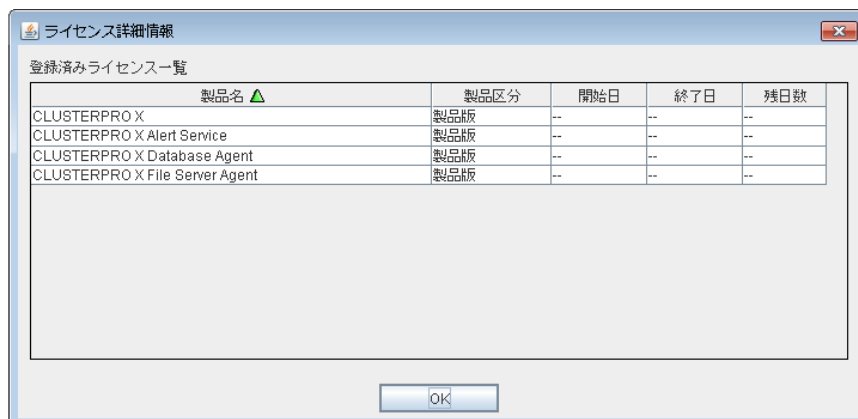 ライセンス詳細情報
登録済みライセンス一覧
製品名 製品区分 開始日 終了日 残日数
CLUSTERPRO X 製品版 -- -- --
CLUSTERPRO X Alert Service 製品版 -- -- --
CLUSTERPRO X Database Agent 製品版 -- -- --
CLUSTERPRO X File Server Agent 製品版 -- -- --
OK